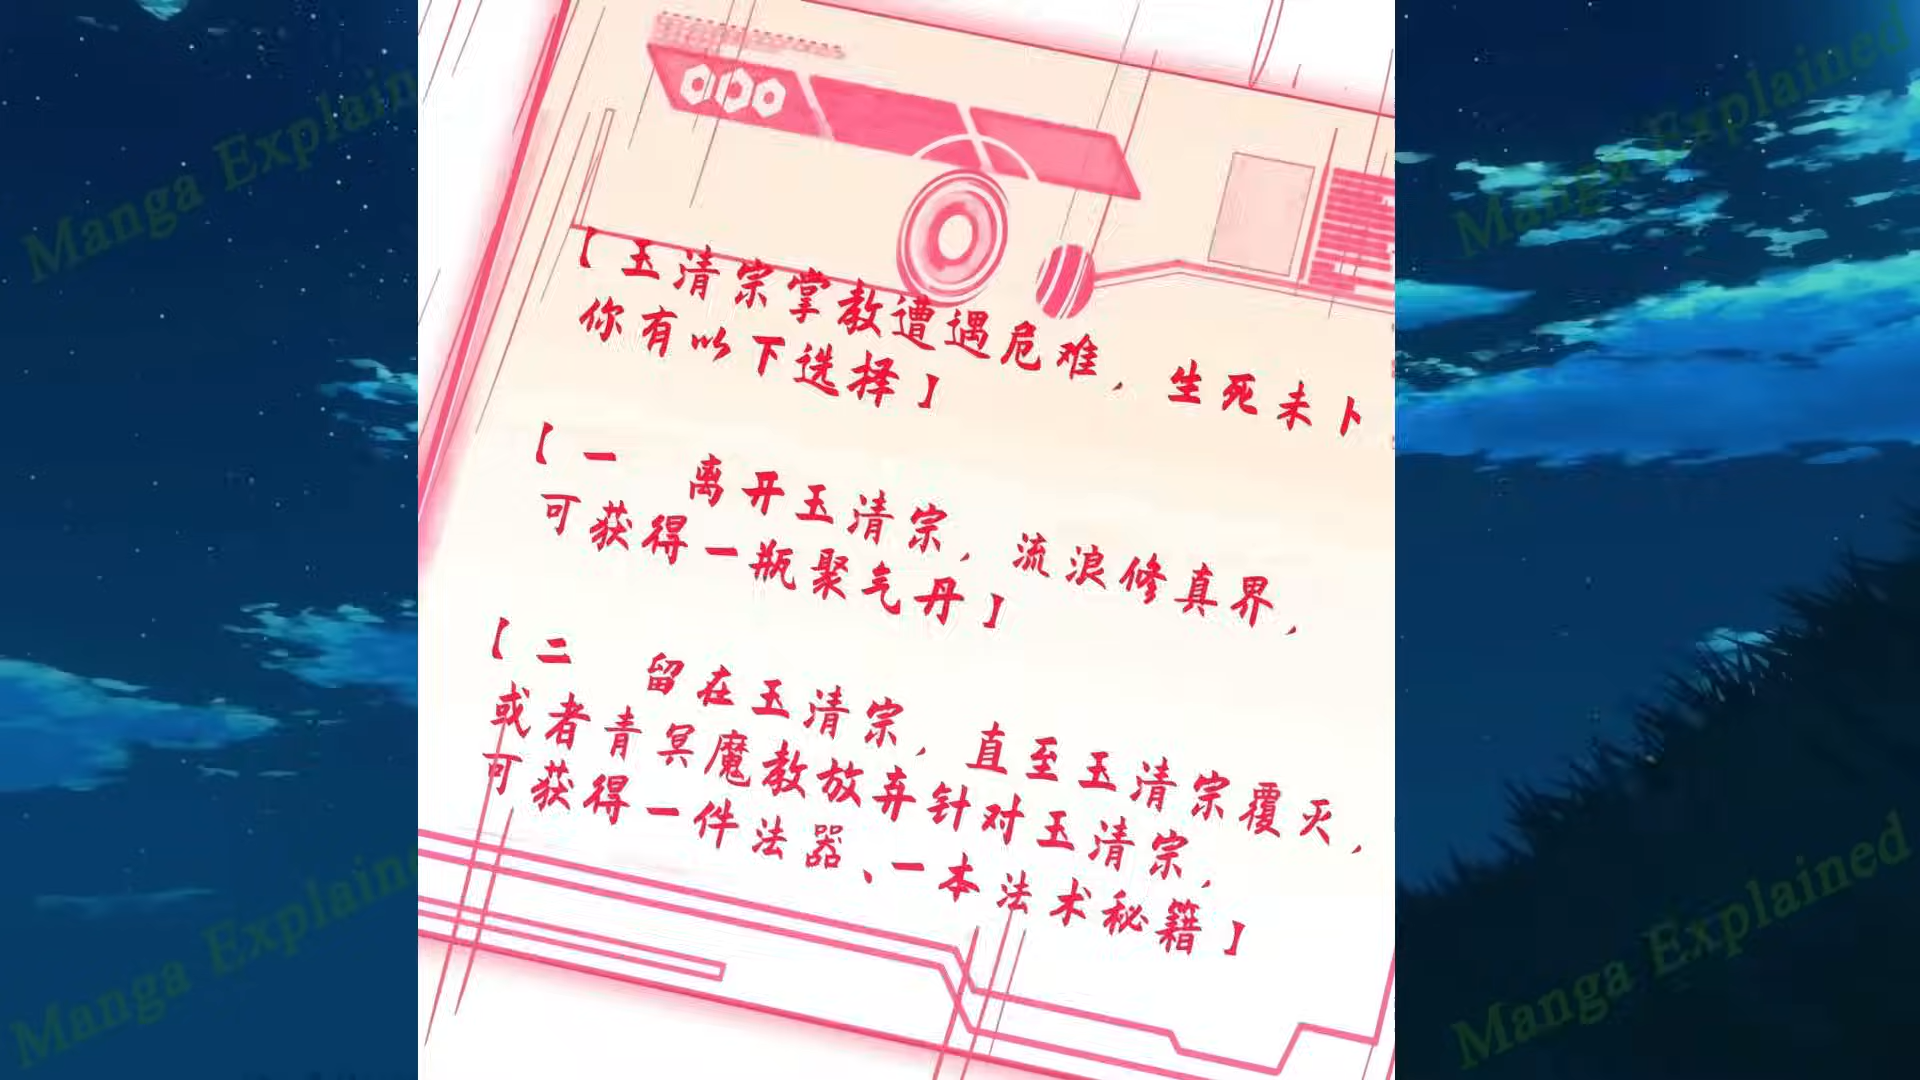 【玉清宗掌教遭遇危难，生死未卜
你有以下选择】
【一 离开玉清宗，流浪修真界，
可获得一瓶聚气丹】
【二 留在玉清宗，直至玉清宗覆灭，
或者青冥魔教放弃针对玉清宗，
可获得一件法器、一本法术秘籍】
Manga Explained
Manga Explained
Manga Explained
Manga Explained